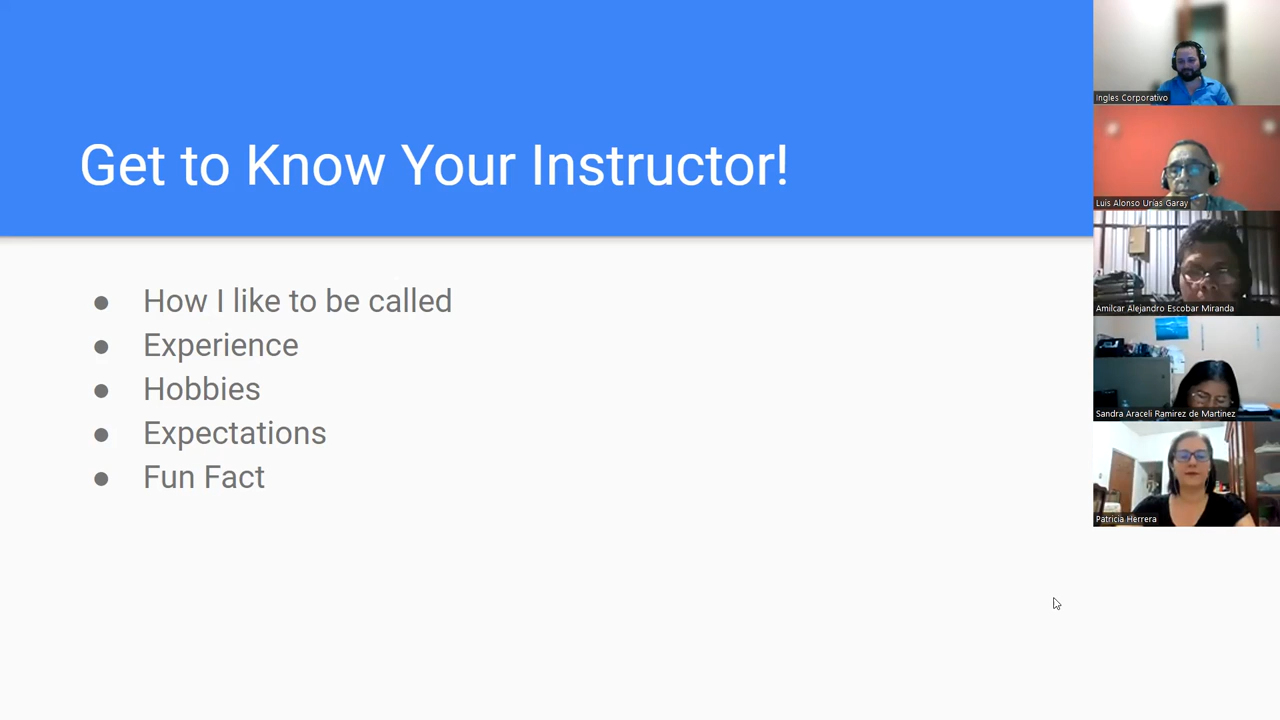 Get to Know Your Instructor!
● How I like to be called
● Experience
● Hobbies
● Expectations
● Fun Fact
Ingles Corporativo
Luis Alonso Urías Garay
Amilcar Alejandro Escobar Miranda
Sandra Araceli Ramirez de Martinez
Patricia Herrera